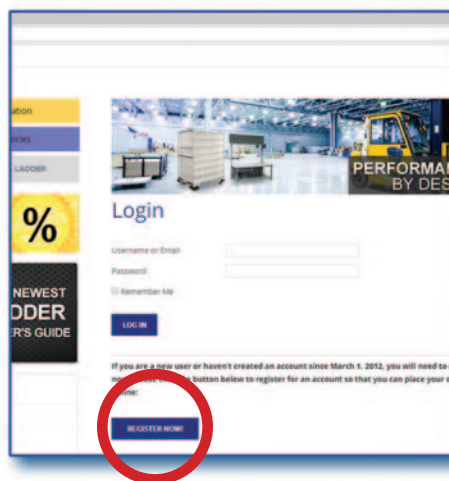 ation
ories
LADDER
%
NEWEST
DDER
ER'S GUIDE
PERFORMAN
BY DES
Login
Username or Email
Password
Remember Me
LOG IN
If you are a new user or haven't created an account since March 1, 2012, you will need to
button below to register for an account so that you can place your
online:
REGISTER NOW!